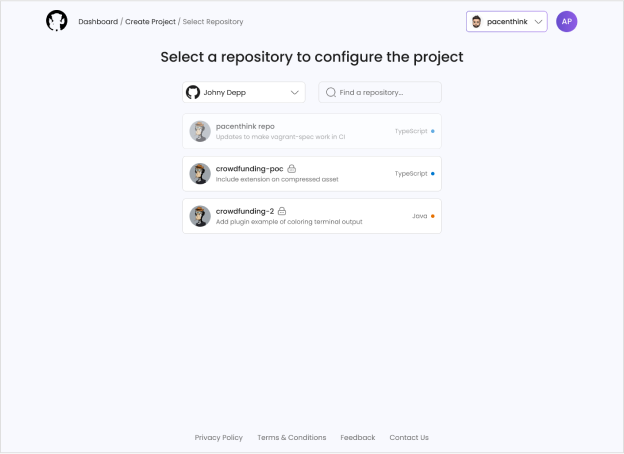 Dashboard / Create Project / Select Repository
pacenthink
AP
Select a repository to configure the project
Johny Depp
Find a repository...
pacenthink repo
Updates to make vagrant-spec work in CI
TypeScript
crowdfunding-poc
Include extension on compressed asset
TypeScript
crowdfunding-2
Add plugin example of coloring terminal output
Java
Privacy Policy Terms & Conditions Feedback Contact Us